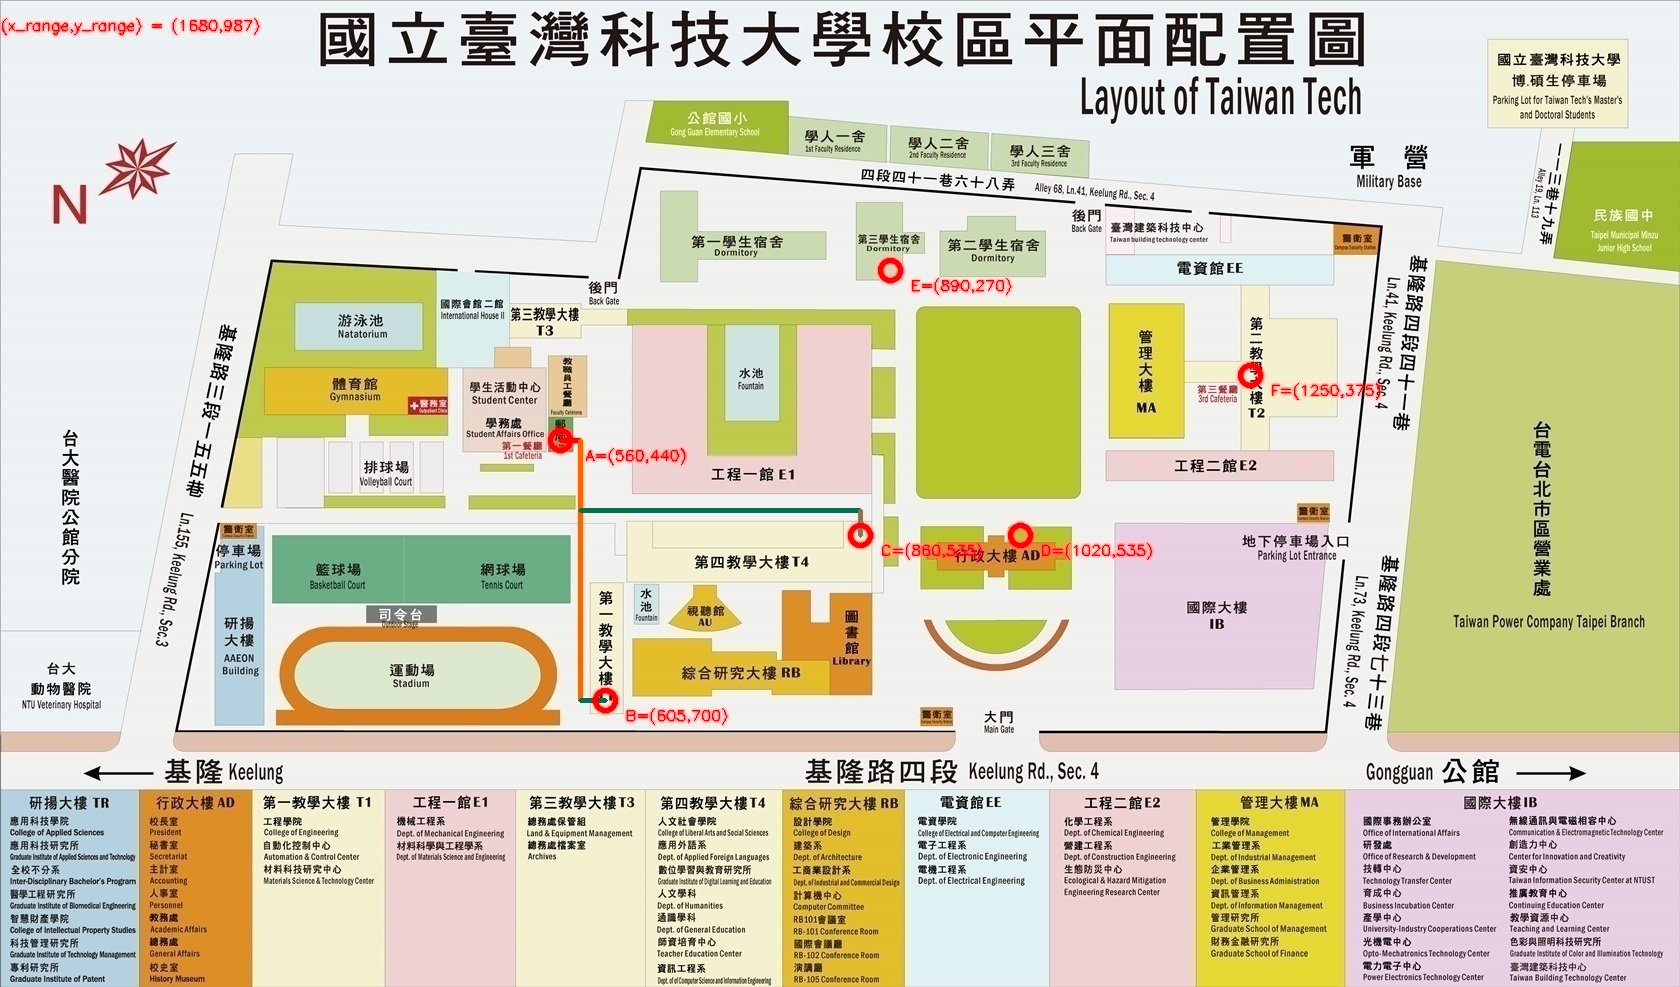 (x_range,y_range) = (1680,987)
國立臺灣科技大學校區平面配置圖
Layout of Taiwan Tech
國立臺灣科技大學
博.碩生停車場
Parking Lot for Taiwan Tech's Master's
and Doctoral Students
公館國小
Gong Guan Elementary School
學人一舍
1st Faculty Residence
學人二舍
2nd Faculty Residence
學人三舍
3rd Faculty Residence
軍營
Military Base
一一三巷十九弄
Alley 19, Ln. 113
民族國中
Taipei Municipal Minzu
Junior High School
N
四段四十一巷六十八弄
Alley 68, Ln.41, Keelung Rd., Sec. 4
後門
Back Gate
臺灣建築科技中心
Taiwan building technology center
警衛室
Campus Security Station
第一學生宿舍
Dormitory
第三學生宿舍
Dormitory
第二學生宿舍
Dormitory
電資館 EE
E=(890,270)
後門
Back Gate
國際會館二館
International House II
第三教學大樓
T3
游泳池
Natatorium
水池
Fountain
管理大樓
MA
第二教學大樓
T2
第三餐廳
3rd Cafeteria
F=(1250,375)
基隆路四段四十一巷
Ln.41, Keelung Rd., Sec. 4
基隆路三段一五五巷
Ln.155, Keelung Rd., Sec.3
體育館
Gymnasium
醫務室
Outpatient Clinic
學生活動中心
Student Center
學務處
Student Affairs Office
第一餐廳
1st Cafeteria
教職員工餐廳
Faculty Cafeteria
A=(560,440)
排球場
Volleyball Court
工程一館 E1
工程二館 E2
台大醫院公館分院
台電台北市區營業處
Taiwan Power Company Taipei Branch
警衛室
Campus Security Station
停車場
Parking Lot
籃球場
Basketball Court
網球場
Tennis Court
第四教學大樓 T4
C=(860,535)
行政大樓 AD
D=(1020,535)
警衛室
地下停車場入口
Parking Lot Entrance
基隆路四段七十三巷
Ln.73, Keelung Rd., Sec. 4
司令台
Outdoor Stage
第一教學大樓
水池
Fountain
視聽館
AU
圖書館
Library
國際大樓
IB
研揚大樓
AAEON
Building
運動場
Stadium
綜合研究大樓 RB
台大
動物醫院
NTU Veterinary Hospital
B=(605,700)
警衛室
Campus Security Station
大門
Main Gate
基隆 Keelung
基隆路四段 Keelung Rd., Sec. 4
Gongguan 公館
研揚大樓 TR
應用科技學院
College of Applied Sciences
應用科技研究所
Graduate Institute of Applied Sciences and Technology
全校不分系
Inter-Disciplinary Bachelor's Program
醫學工程研究所
Graduate Institute of Biomedical Engineering
智慧財產學院
College of Intellectual Property Studies
科技管理研究所
Graduate Institute of Technology Management
專利研究所
Graduate Institute of Patent
行政大樓 AD
校長室
President
秘書室
Secretariat
主計室
Accounting
人事室
Personnel
教務處
Academic Affairs
總務處
General Affairs
校史室
History Museum
第一教學大樓 T1
工程學院
College of Engineering
自動化控制中心
Automation & Control Center
材料科技研究中心
Materials Science & Technology Center
工程一館E1
機械工程系
Dept. of Mechanical Engineering
材料科學與工程學系
Dept. of Materials Science and Engineering
第三教學大樓T3
總務處保管組
Land & Equipment Management
總務處檔案室
Archives
第四教學大樓T4
人文社會學院
College of Liberal Arts and Social Sciences
應用外語系
Dept. of Applied Foreign Languages
數位學習與教育研究所
Graduate Institute of Digital Learning and Education
人文學科
Dept. of Humanities
通識學科
Dept. of General Education
師資培育中心
Teacher Education Center
資訊工程系
Dept. of of Computer Science and Information Engineering
綜合研究大樓 RB
設計學院
College of Design
建築系
Dept. of Architecture
工商業設計系
Dept. of Industrial and Commercial Design
計算機中心
Computer Committee
RB101會議室
RB-101 Conference Room
國際會議廳
RB-102 Conference Room
演講廳
RB-105 Conference Room
電資館EE
電資學院
College of Electrical and Computer Engineering
電子工程系
Dept. of Electronic Engineering
電機工程系
Dept. of Electrical Engineering
工程二館E2
化學工程系
Dept. of Chemical Engineering
營建工程系
Dept. of Construction Engineering
生態防災中心
Ecological & Hazard Mitigation
Engineering Research Center
管理大樓MA
管理學院
College of Management
工業管理系
Dept. of Industrial Management
企業管理系
Dept. of Business Administration
資訊管理系
Dept. of Information Management
管理研究所
Graduate School of Management
財務金融研究所
Graduate School of Finance
國際大樓IB
國際事務辦公室
Office of International Affairs
研發處
Office of Research & Development
技轉中心
Technology Transfer Center
育成中心
Business Incubation Center
產學中心
University-Industry Cooperations Center
光機電中心
Opto-Mechatronics Technology Center
電力電子中心
Power Electronics Technology Center
無線通訊與電磁相容中心
Communication & Electromagnetic Technology Center
創造力中心
Center for Innovation and Creativity
資安中心
Taiwan Information Security Center at NTUST
推廣教育中心
Continuing Education Center
教學資源中心
Teaching and Learning Center
色彩與照明科技研究所
Graduate Institute of Color and Illumination Technology
臺灣建築科技中心
Taiwan Building Technology Center